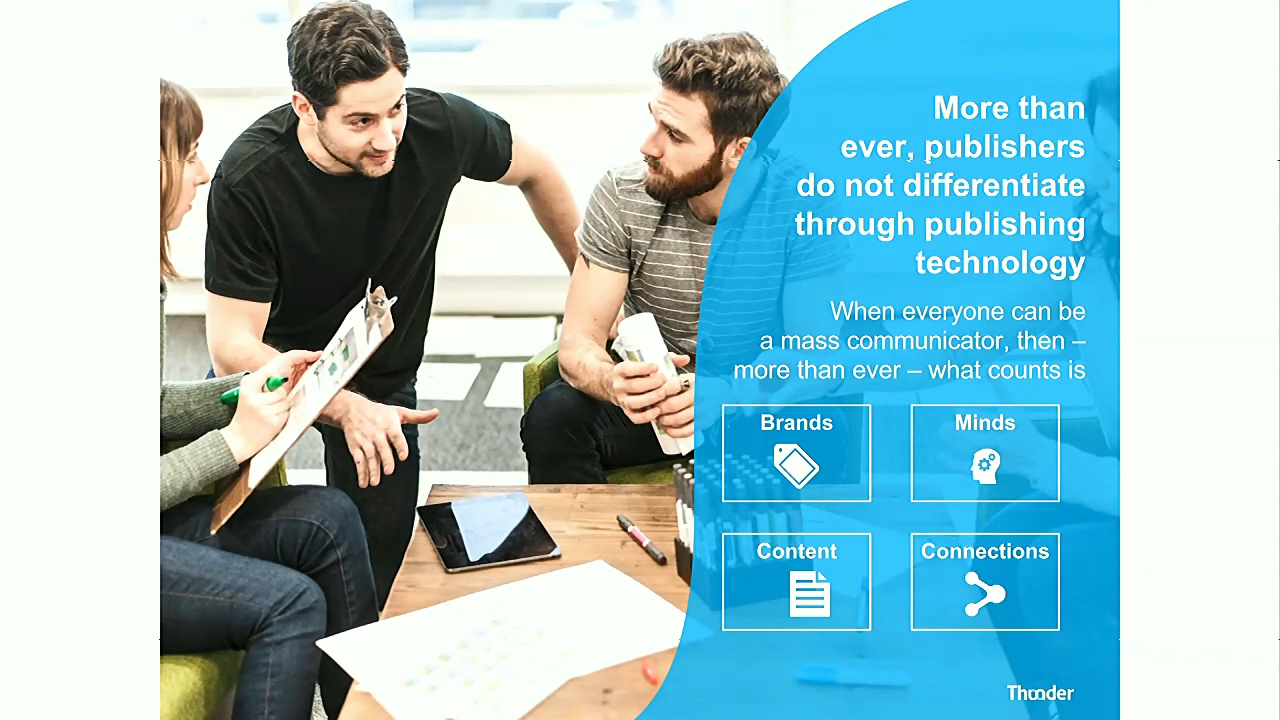 More than
ever, publishers
do not differentiate
through publishing
technology
When everyone can be
a mass communicator, then –
more than ever – what counts is
Brands
Minds
Content
Connections
Thunder